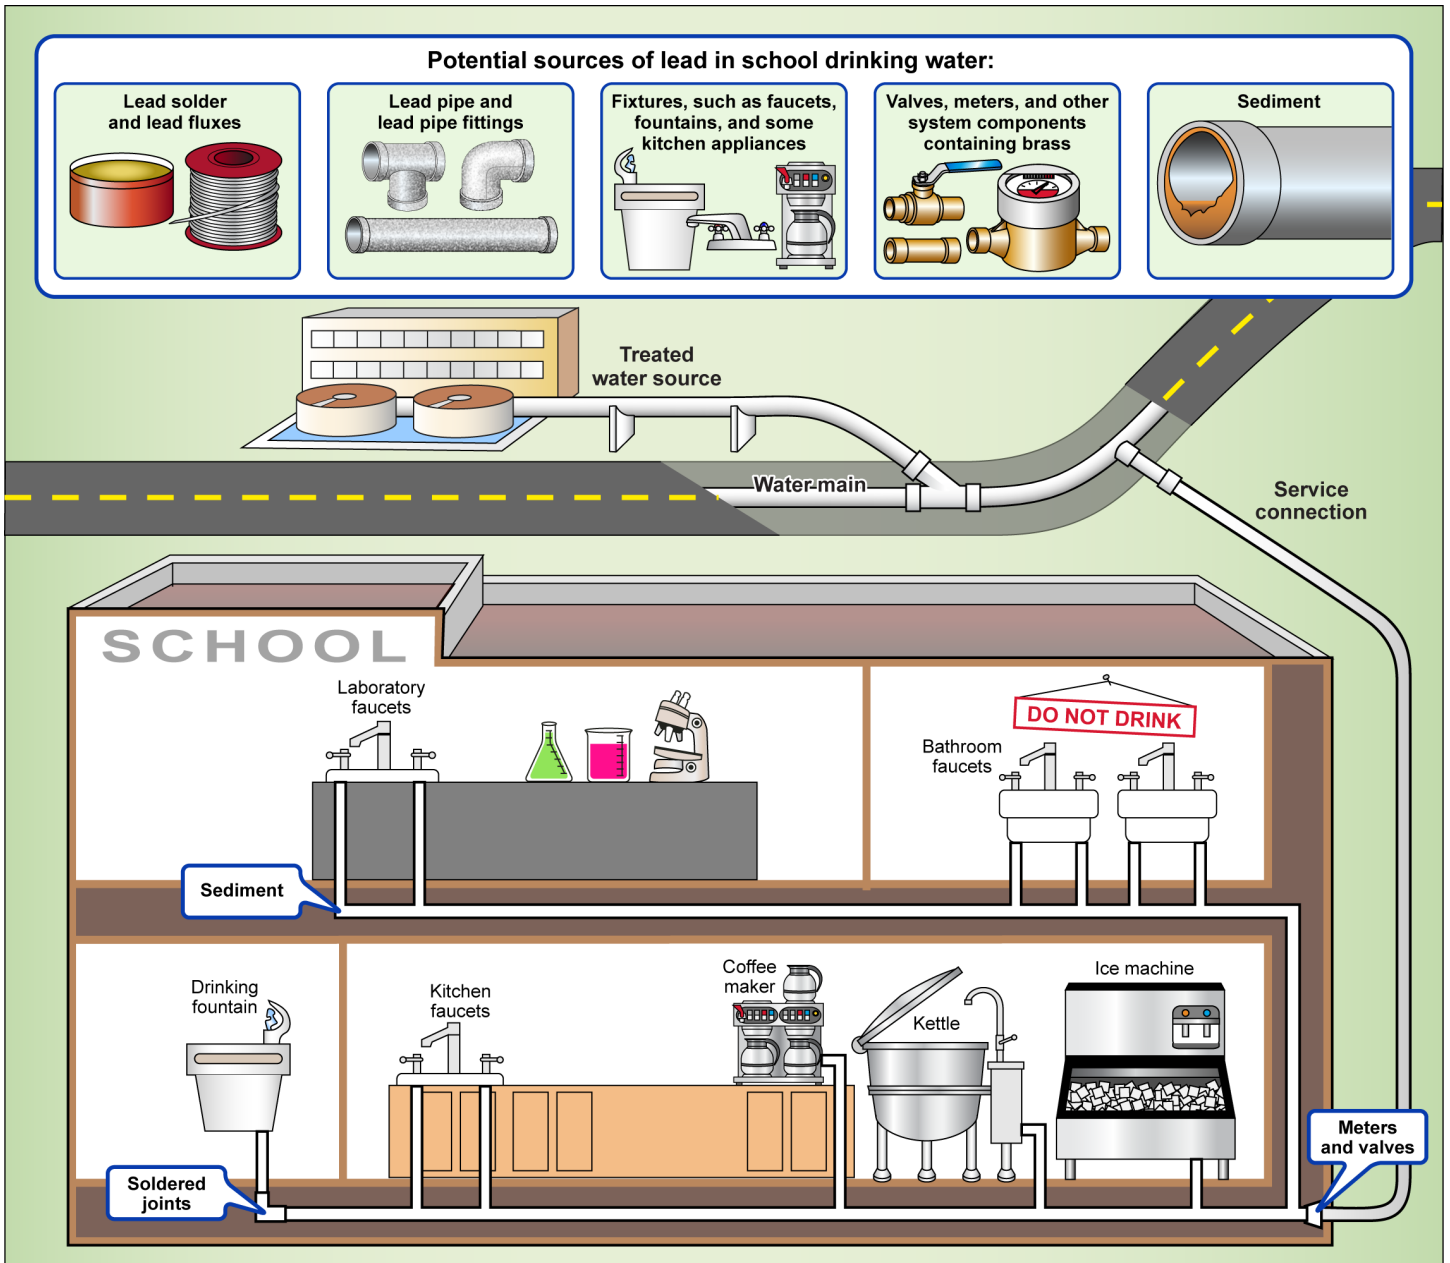 Potential sources of lead in school drinking water:
Lead solder
and lead fluxes
Lead pipe and
lead pipe fittings
Fixtures, such as faucets,
fountains, and some
kitchen appliances
Valves, meters, and other
system components
containing brass
Sediment
Treated
water source
Water main
Service
connection
SCHOOL
Laboratory
faucets
DO NOT DRINK
Bathroom
faucets
Sediment
Drinking
fountain
Kitchen
faucets
Coffee
maker
Kettle
Ice machine
Meters
and valves
Soldered
joints